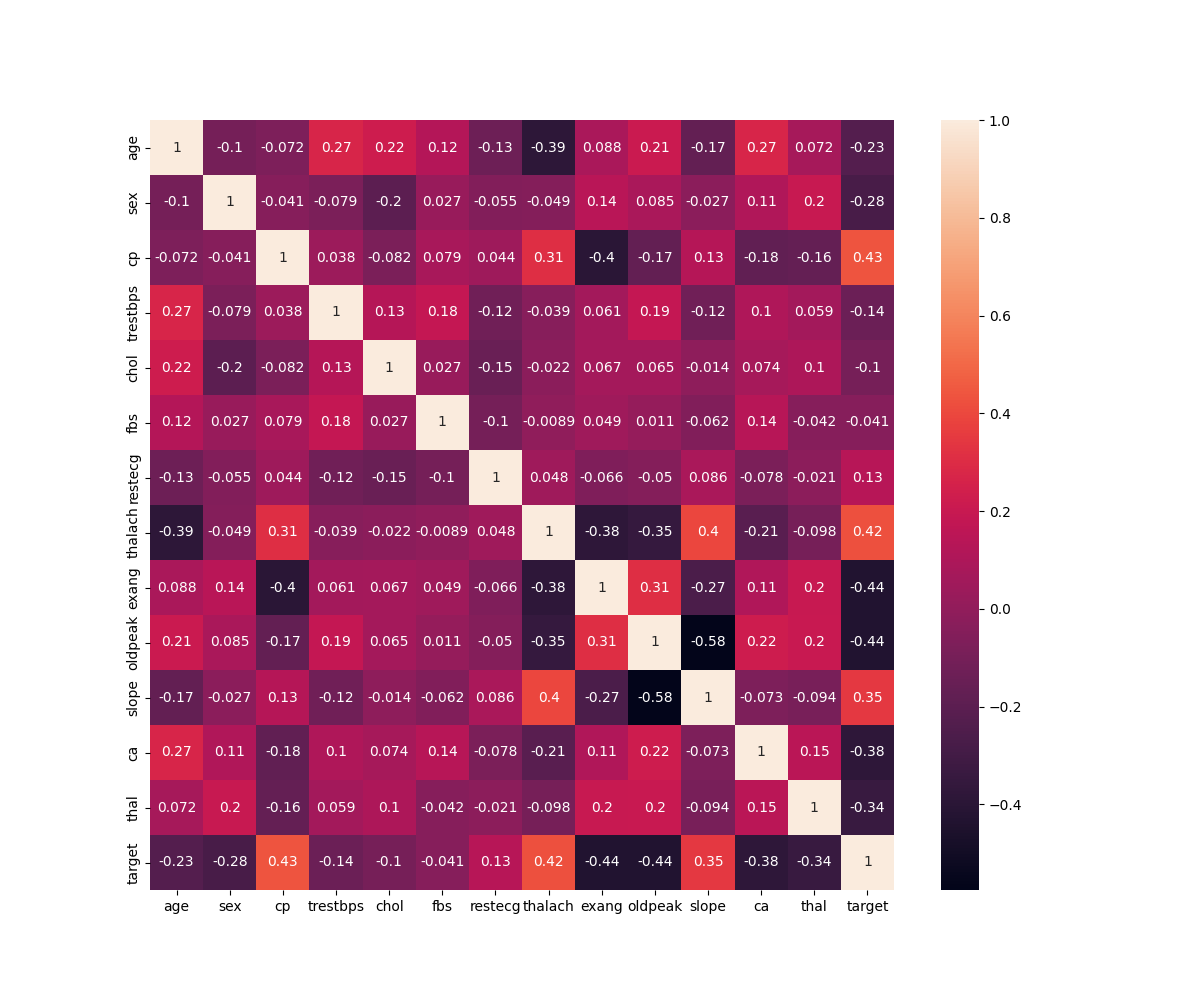 age 1 -0.1 -0.072 0.27 0.22 0.12 -0.13 -0.39 0.088 0.21 -0.17 0.27 0.072 -0.23 1.0
sex -0.1 1 -0.041 -0.079 -0.2 0.027 -0.055 -0.049 0.14 0.085 -0.027 0.11 0.2 -0.28 0.8
cp -0.072 -0.041 1 0.038 -0.082 0.079 0.044 0.31 -0.4 -0.17 0.13 -0.18 -0.16 0.43 0.6
trestbps 0.27 -0.079 0.038 1 0.13 0.18 -0.12 -0.039 0.061 0.19 -0.12 0.1 0.059 -0.14
chol 0.22 -0.2 -0.082 0.13 1 0.027 -0.15 -0.022 0.067 0.065 -0.014 0.074 0.1 -0.1 0.4
fbs 0.12 0.027 0.079 0.18 0.027 1 -0.1 -0.0089 0.049 0.011 -0.062 0.14 -0.042 -0.041
restecg -0.13 -0.055 0.044 -0.12 -0.15 -0.1 1 0.048 -0.066 -0.05 0.086 -0.078 -0.021 0.13 0.2
thalach -0.39 -0.049 0.31 -0.039 -0.022 -0.0089 0.048 1 -0.38 -0.35 0.4 -0.21 -0.098 0.42
exang 0.088 0.14 -0.4 0.061 0.067 0.049 -0.066 -0.38 1 0.31 -0.27 0.11 0.2 -0.44 0.0
oldpeak 0.21 0.085 -0.17 0.19 0.065 0.011 -0.05 -0.35 0.31 1 -0.58 0.22 0.2 -0.44
slope -0.17 -0.027 0.13 -0.12 -0.014 -0.062 0.086 0.4 -0.27 -0.58 1 -0.073 -0.094 0.35 −0.2
ca 0.27 0.11 -0.18 0.1 0.074 0.14 -0.078 -0.21 0.11 0.22 -0.073 1 0.15 -0.38
thal 0.072 0.2 -0.16 0.059 0.1 -0.042 -0.021 -0.098 0.2 0.2 -0.094 0.15 1 -0.34 −0.4
target -0.23 -0.28 0.43 -0.14 -0.1 -0.041 0.13 0.42 -0.44 -0.44 0.35 -0.38 -0.34 1
age sex cp trestbps chol fbs restecg thalach exang oldpeak slope ca thal target